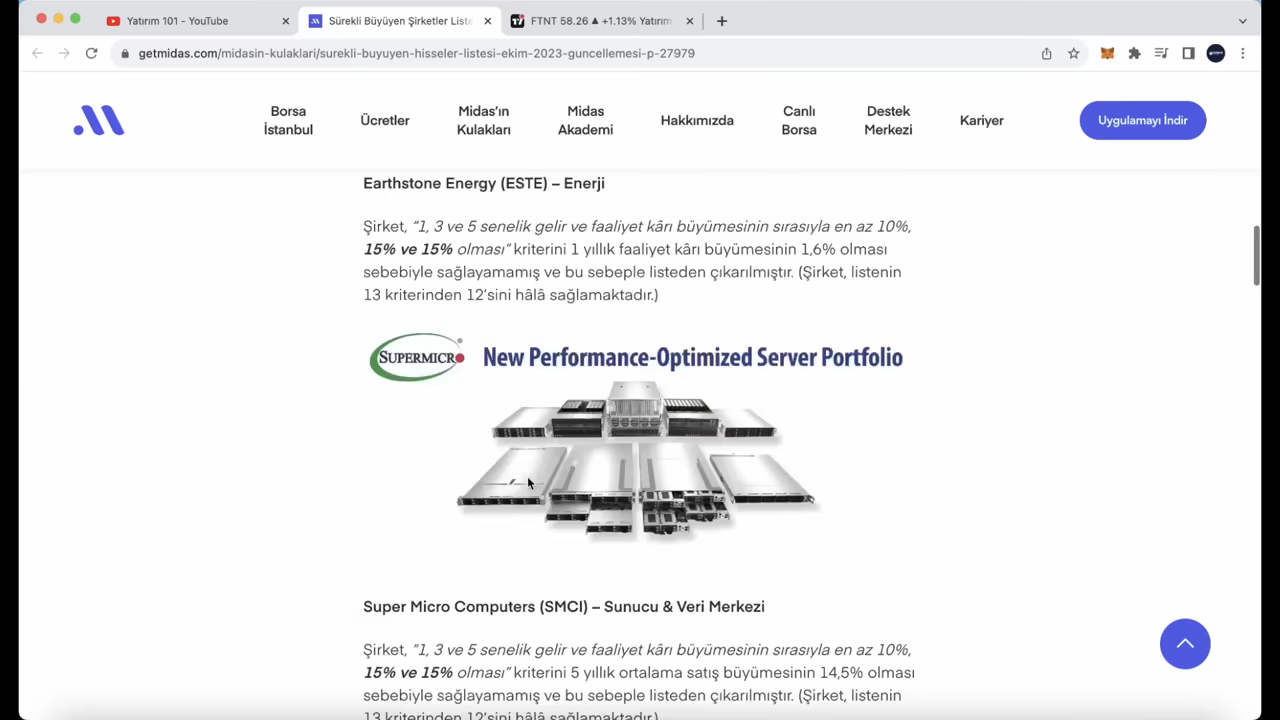 Yatırım 101 - YouTube
Sürekli Büyüyen Şirketler Liste
FTNT 58.26 ▲ +1.13% Yatırım
getmidas.com/midasin-kulaklari/surekli-buyuyen-hisseler-listesi-ekim-2023-guncellemesi-p-27979
Borsa
İstanbul
Ücretler
Midas'ın
Kulakları
Midas
Akademi
Hakkımızda
Canlı
Borsa
Destek
Merkezi
Kariyer
Uygulamayı İndir
Earthstone Energy (ESTE) – Enerji
Şirket, “1, 3 ve 5 senelik gelir ve faaliyet kârı büyümesinin sırasıyla en az 10%,
15% ve 15% olması” kriterini 1 yıllık faaliyet kârı büyümesinin 1,6% olması
sebebiyle sağlayamamış ve bu sebeple listeden çıkarılmıştır. (Şirket, listenin
13 kriterinden 12’sini hâlâ sağlamaktadır.)
SUPERMICR
New Performance-Optimized Server Portfolio
Super Micro Computers (SMCI) – Sunucu & Veri Merkezi
Şirket, “1, 3 ve 5 senelik gelir ve faaliyet kârı büyümesinin sırasıyla en az 10%,
15% ve 15% olması” kriterini 5 yıllık ortalama satış büyümesinin 14,5% olması
sebebiyle sağlayamamış ve bu sebeple listeden çıkarılmıştır. (Şirket, listenin
13 kriterinden 12’sini hâlâ sağlamaktadır.)